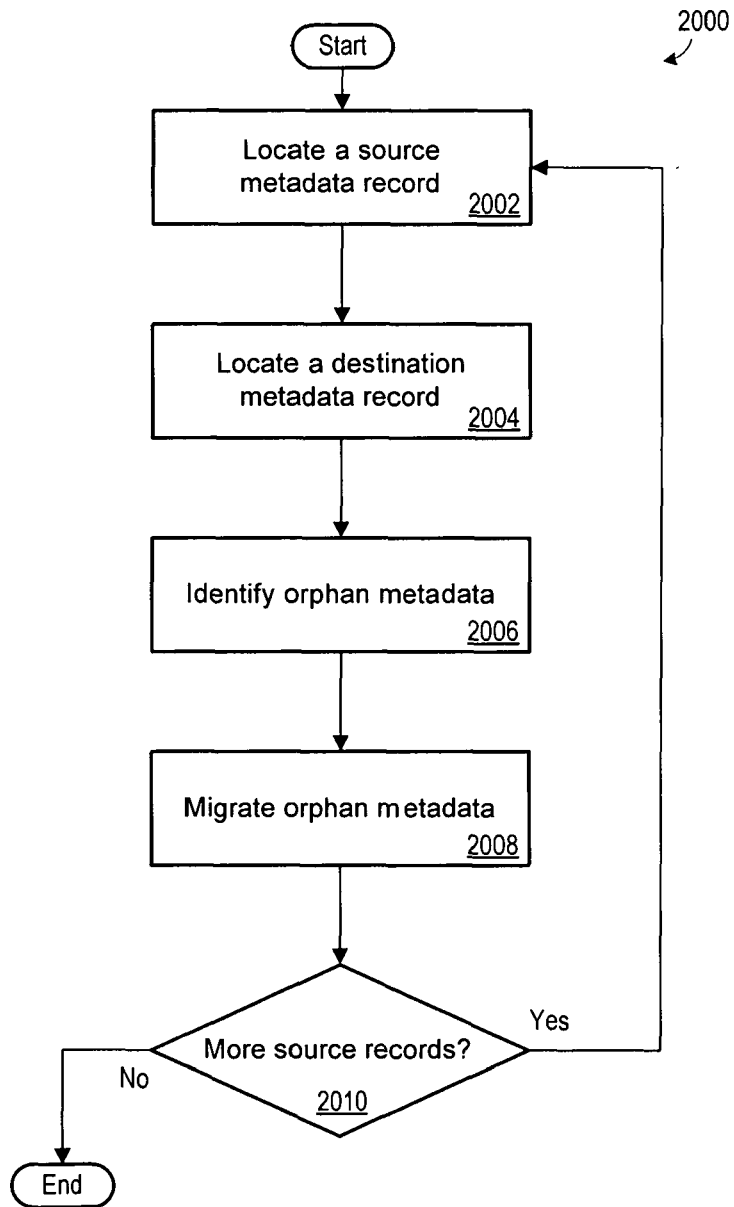 2000
Start
Locate a source
metadata record
2002
Locate a destination
metadata record
2004
Identify orphan metadata
2006
Migrate orphan metadata
2008
More source records?
2010
Yes
No
End